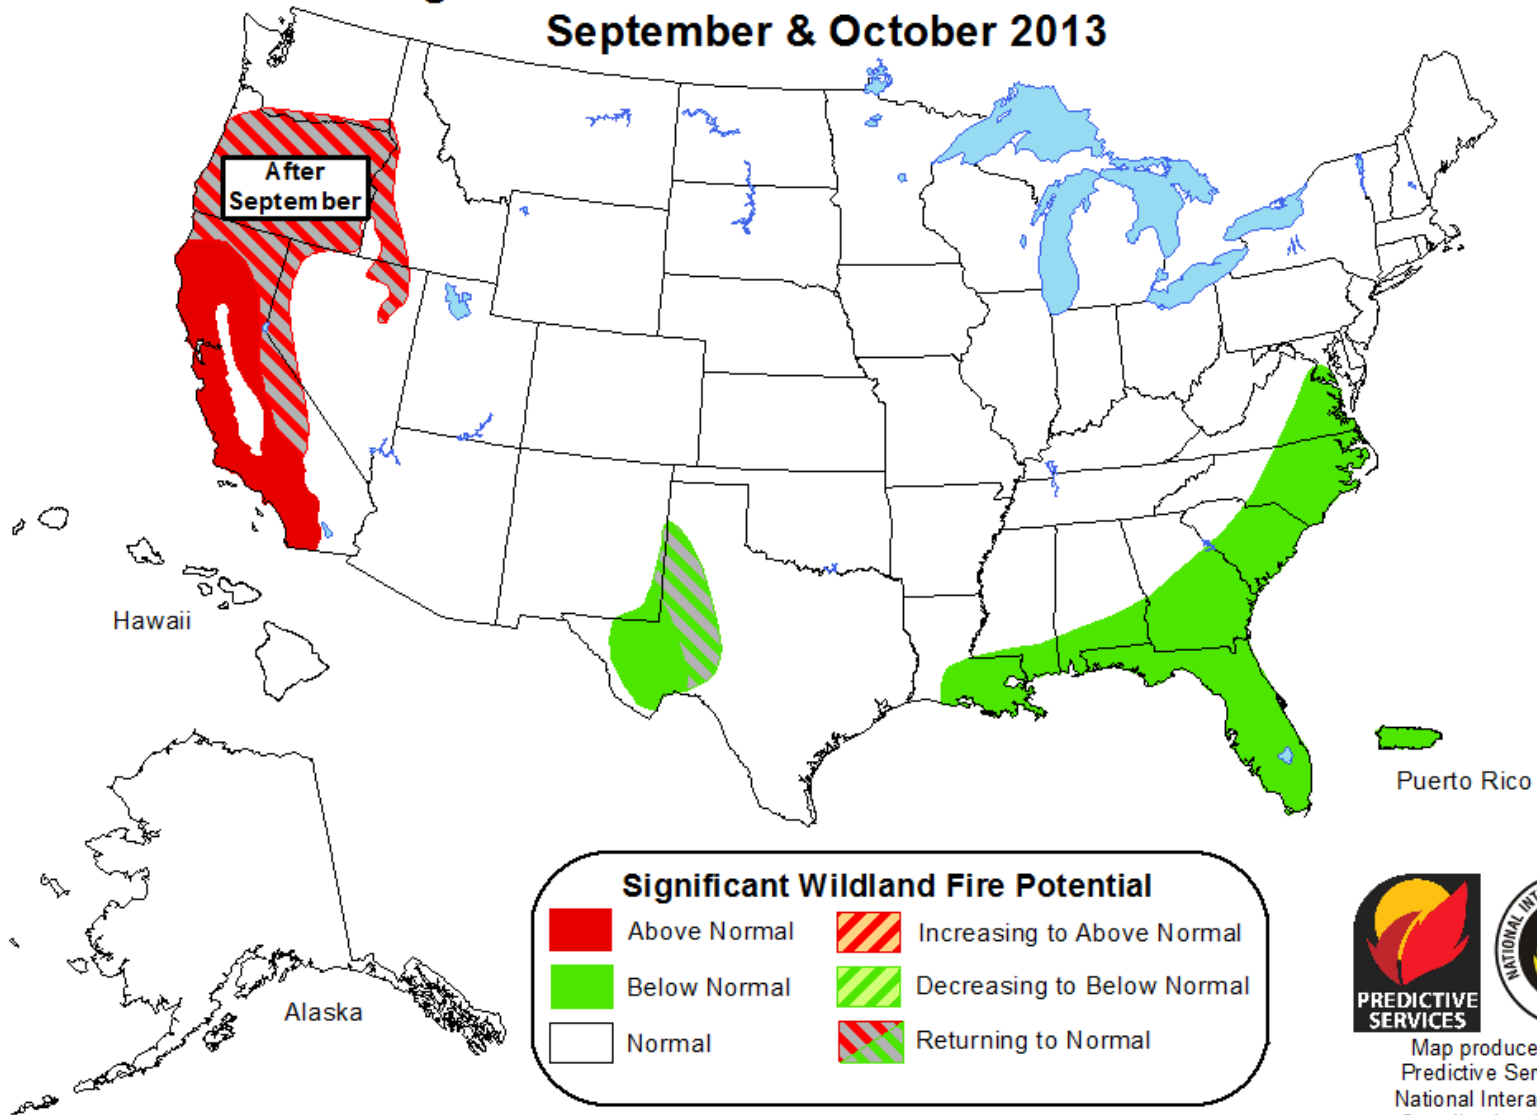 September & October 2013
After
September
Hawaii
Puerto Rico
Alaska
Significant Wildland Fire Potential
Above Normal
Increasing to Above Normal
Below Normal
Decreasing to Below Normal
Normal
Returning to Normal
PREDICTIVE
SERVICES
NATIONAL
Map produce
Predictive Ser
National Intera